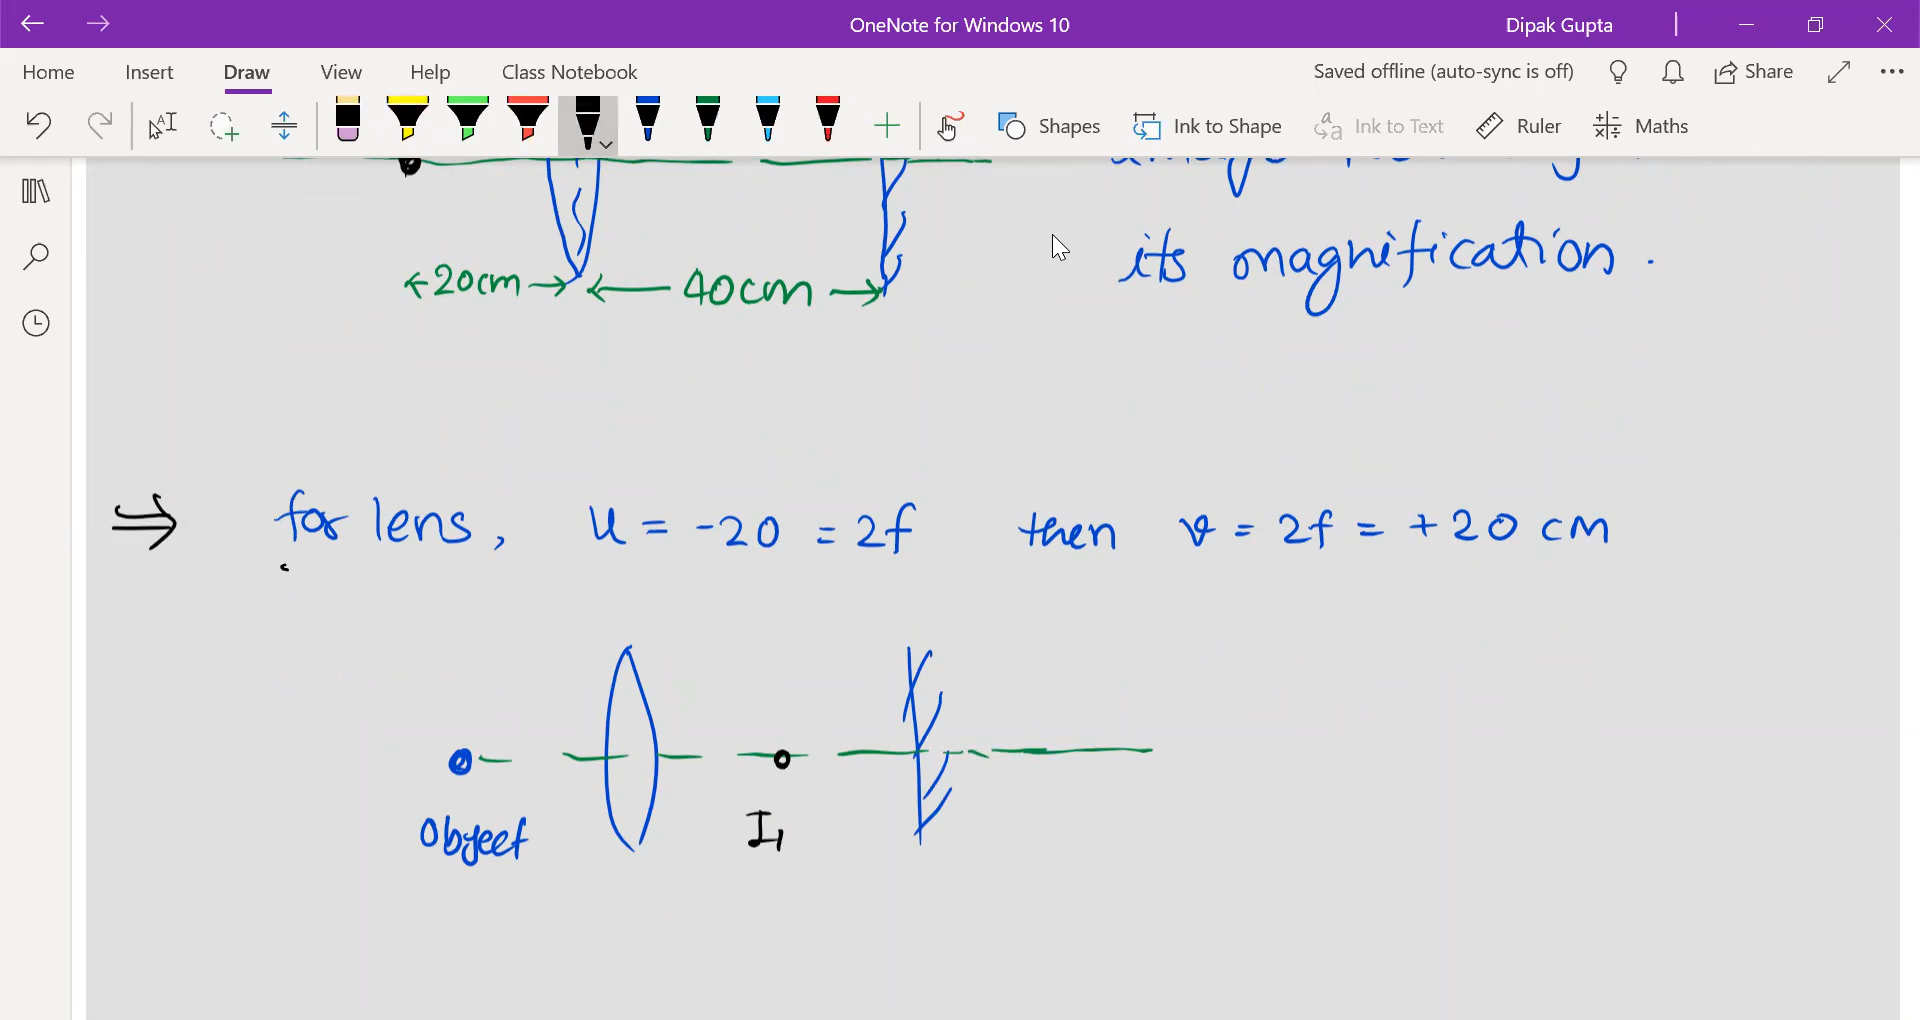 OneNote for Windows 10
Dipak Gupta
Home Insert Draw View Help Class Notebook
Saved offline (auto-sync is off) Share
Shapes Ink to Shape Ink to Text Ruler Maths
its magnification.
←20cm→ ←40cm→
⇒ for lens, u = -20 = 2f then v = 2f = +20 cm
Object I₁